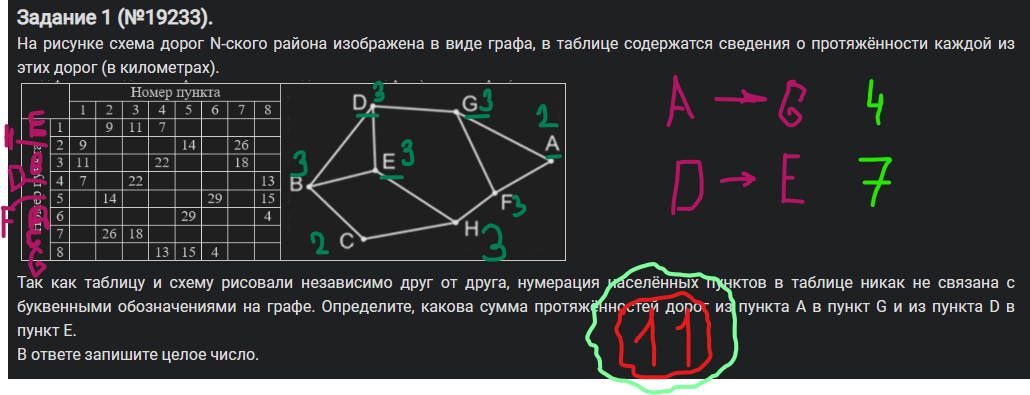 Задание 1 (№19233).
На рисунке схема дорог N-ского района изображена в виде графа, в таблице содержатся сведения о протяжённости каждой из
этих дорог (в километрах).
Номер пункта
1 2 3 4 5 6 7 8
1 9 11 7
2 9 14 26
3 11 22 18
4 7 22 13
5 14 29 15
6 29 4
7 26 18
8 13 15 4
Номер пункта
D 3
G 3
A 2
E 3
B 3
F 3
H 3
C 2
A → G 4
D → E 7
Так как таблицу и схему рисовали независимо друг от друга, нумерация населённых пунктов в таблице никак не связана с
буквенными обозначениями на графе. Определите, какова сумма протяжённостей дорог из пункта A в пункт G и из пункта D в
пункт E.
В ответе запишите целое число.
11